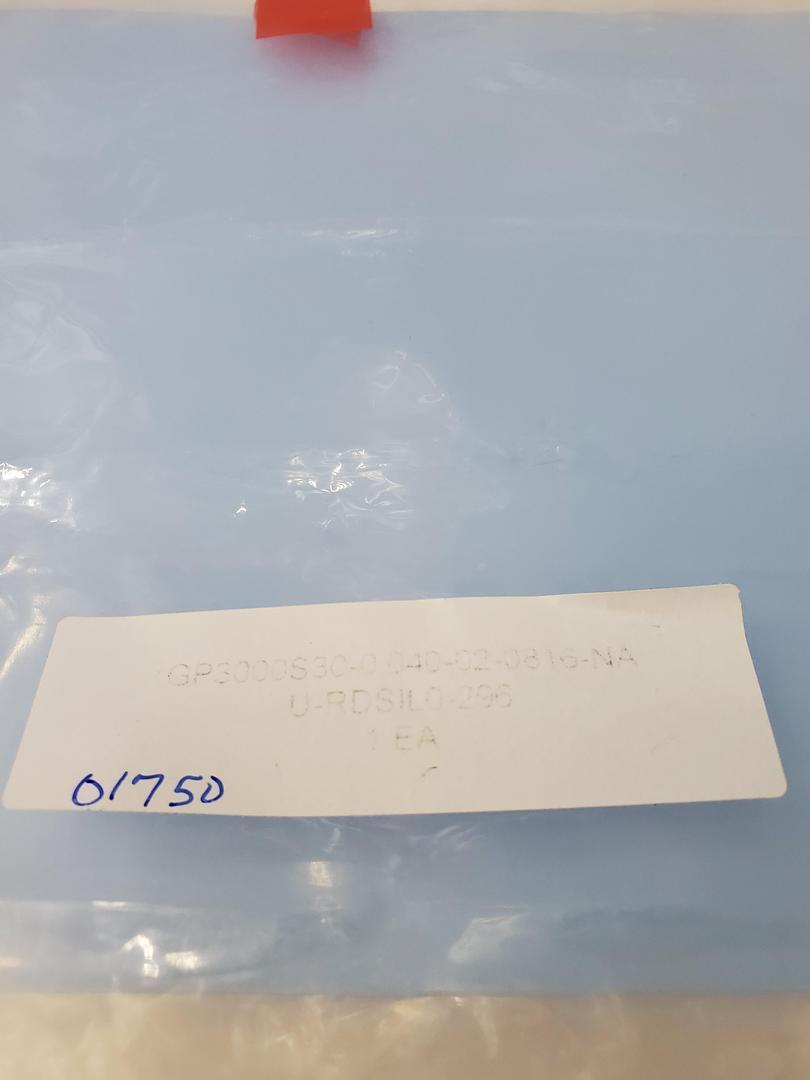 GP3000S30-0.040-02-0816-NA
U-RDSIL0-296
1 EA
01750